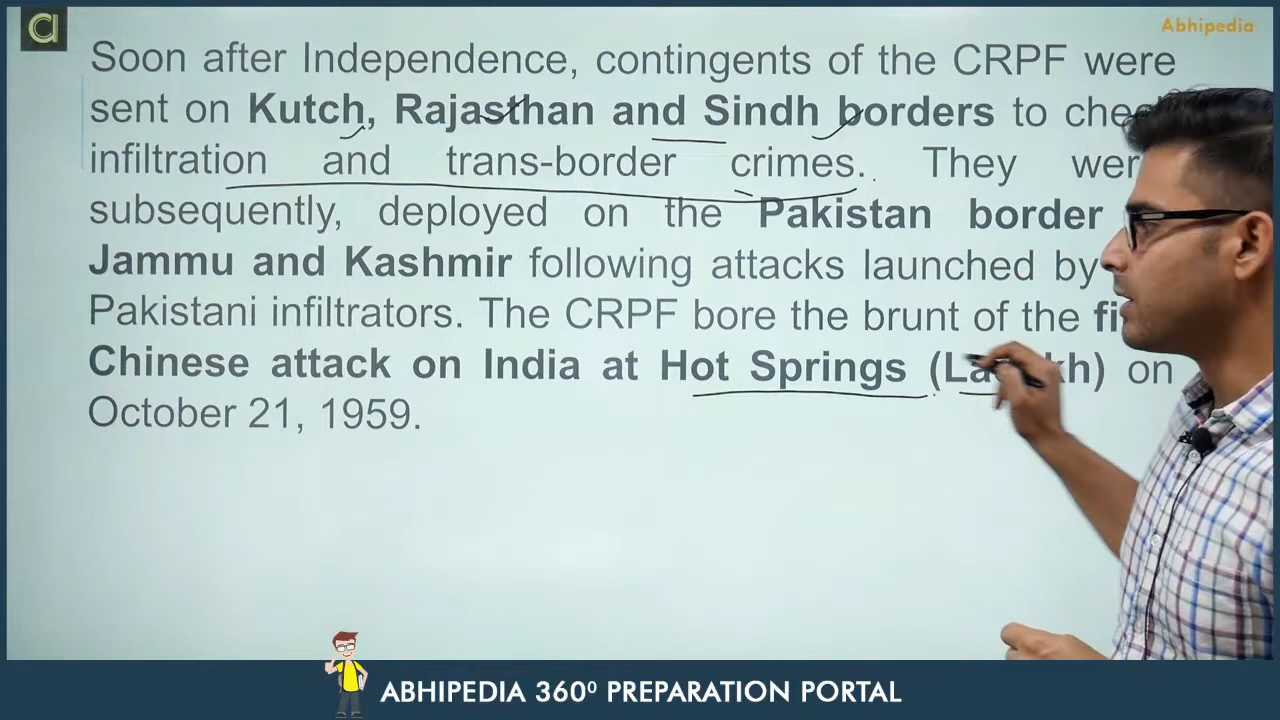 Abhipedia
Soon after Independence, contingents of the CRPF were
sent on Kutch, Rajasthan and Sindh borders to
infiltration and trans-border crimes. They
subsequently, deployed on the Pakistan border
Jammu and Kashmir following attacks launched by
Pakistani infiltrators. The CRPF bore the brunt of the
Chinese attack on India at Hot Springs (Ladakh) on
October 21, 1959.
ABHIPEDIA 360⁰ PREPARATION PORTAL